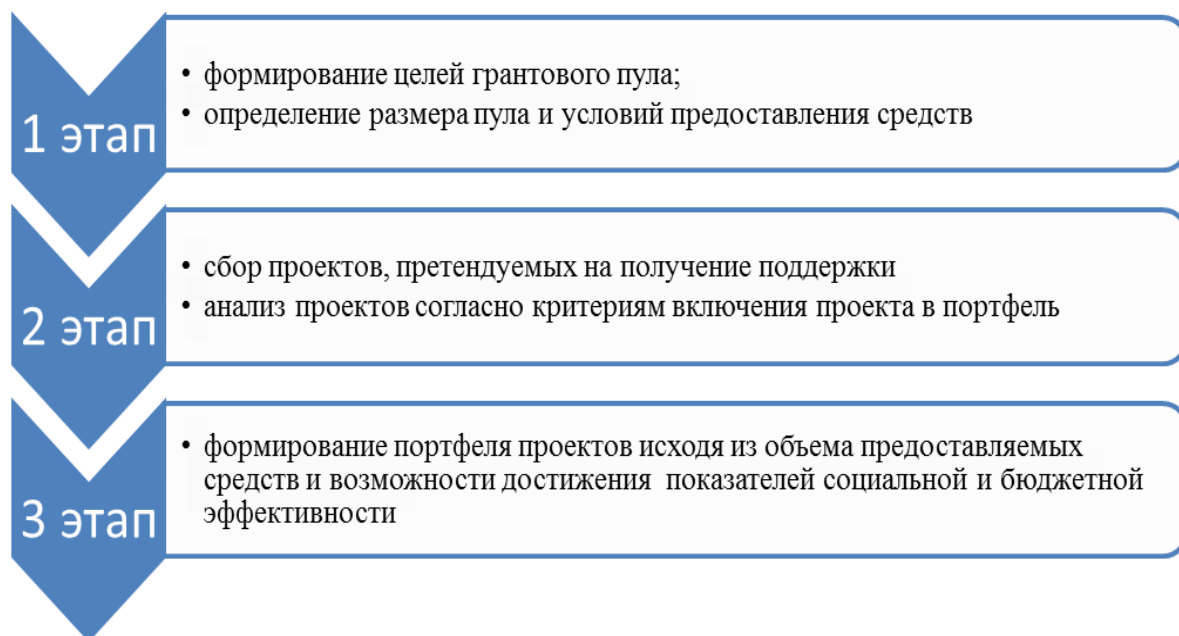 1 этап
• формирование целей грантового пула;
• определение размера пула и условий предоставления средств
2 этап
• сбор проектов, претендуемых на получение поддержки
• анализ проектов согласно критериям включения проекта в портфель
3 этап
• формирование портфеля проектов исходя из объема предоставляемых
средств и возможности достижения показателей социальной и бюджетной
эффективности